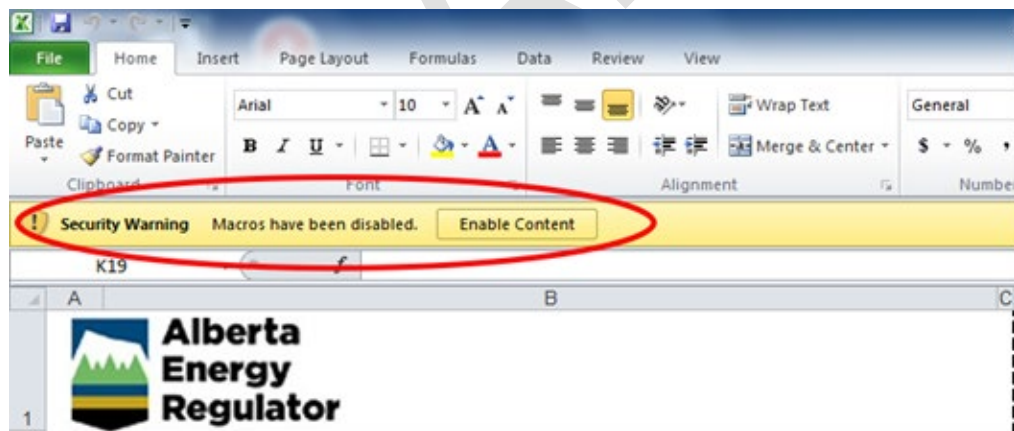 File Home Insert Page Layout Formulas Data Review View
Cut
Copy
Paste
Format Painter
Arial 10 A A Wrap Text General
B I U A Merge & Center $ % ,
Clipboard Font Alignment Number
! Security Warning Macros have been disabled. Enable Content
K19 f
A B C
Alberta
Energy
Regulator
1